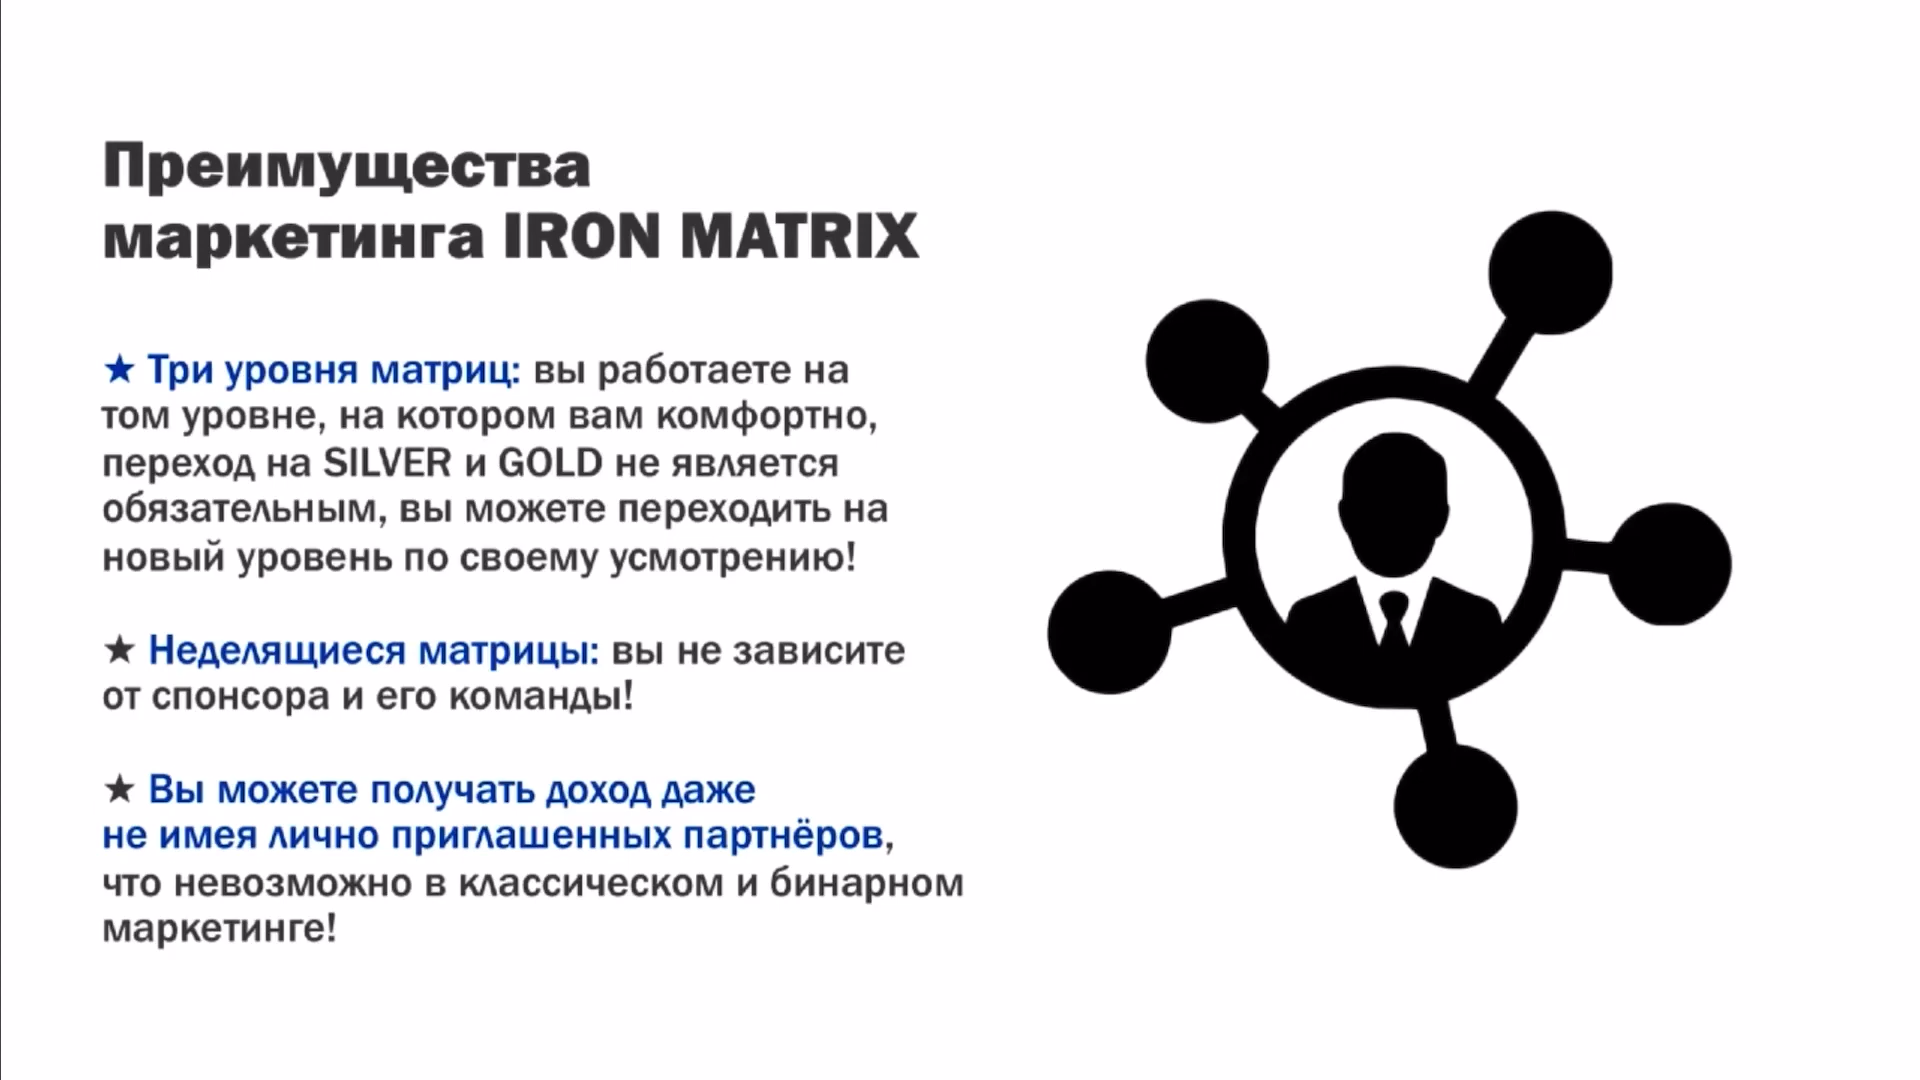 Преимущества
маркетинга IRON MATRIX
★ Три уровня матриц: вы работаете на
том уровне, на котором вам комфортно,
переход на SILVER и GOLD не является
обязательным, вы можете переходить на
новый уровень по своему усмотрению!
★ Неделящиеся матрицы: вы не зависите
от спонсора и его команды!
★ Вы можете получать доход даже
не имея лично приглашенных партнёров,
что невозможно в классическом и бинарном
маркетинге!